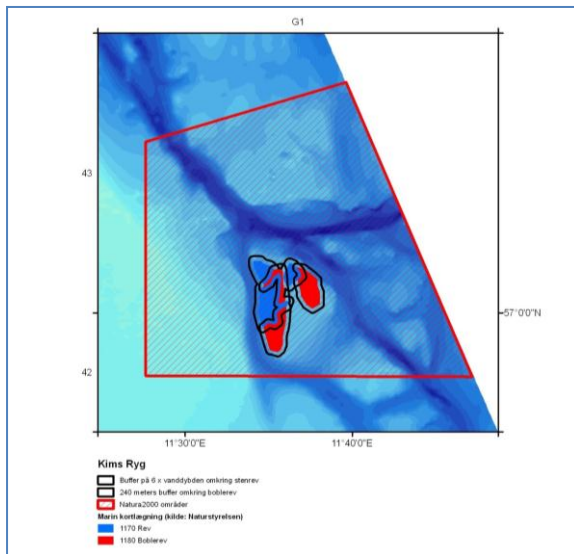 G1
43
57°0'0"N
42
11°30'0"E 11°40'0"E
Kims Ryg
Buffer på 6 x vanddybden omkring stenrev
240 meters buffer omkring boblerev
Natura2000 områder
Marin kortlægning (kilde: Naturstyrelsen)
1170 Rev
1180 Boblerev